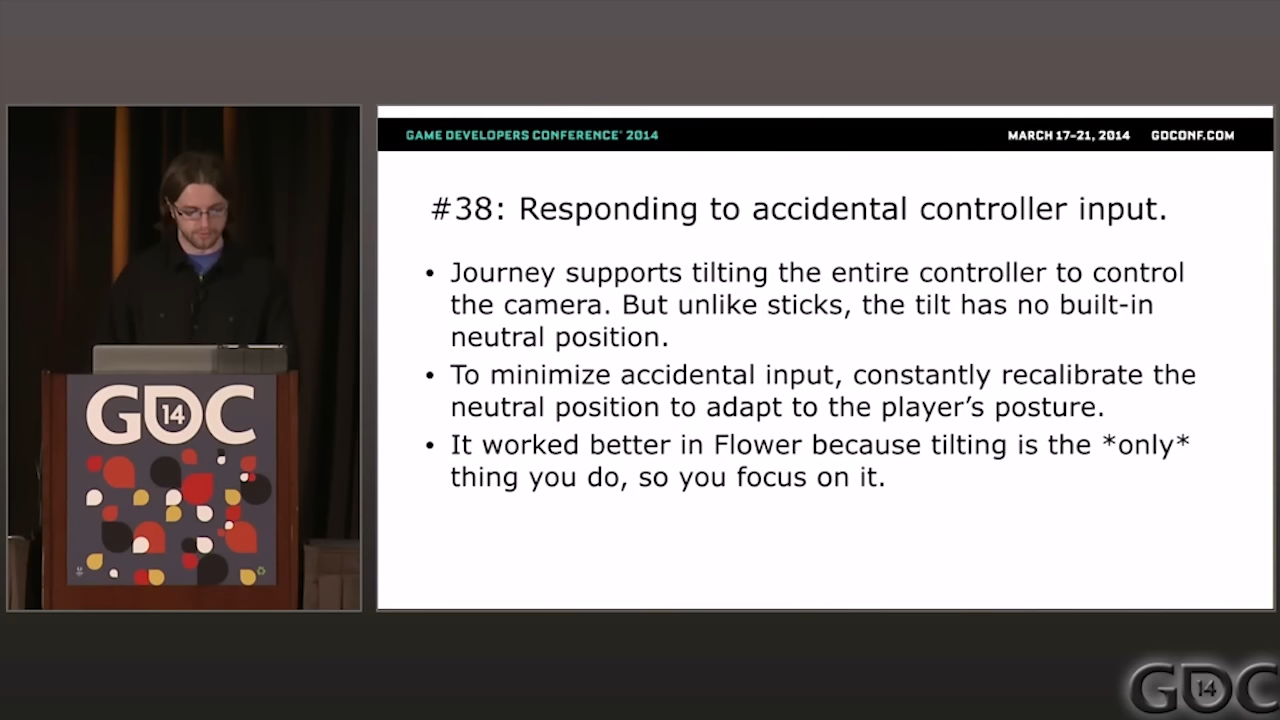 GAME DEVELOPERS CONFERENCE® 2014
MARCH 17–21, 2014 GDCONF.COM
#38: Responding to accidental controller input.
• Journey supports tilting the entire controller to control
the camera. But unlike sticks, the tilt has no built-in
neutral position.
• To minimize accidental input, constantly recalibrate the
neutral position to adapt to the player's posture.
• It worked better in Flower because tilting is the *only*
thing you do, so you focus on it.
GDC
14
GDC
14